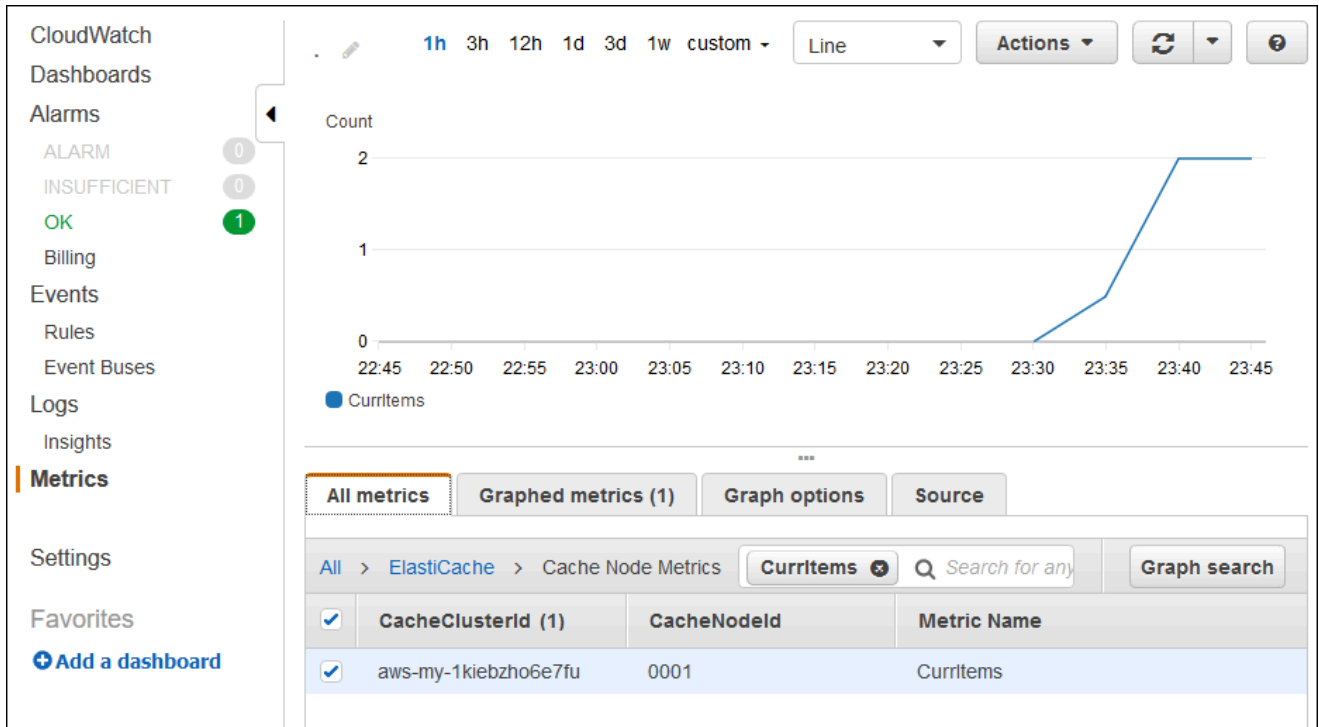 CloudWatch
Dashboards
Alarms
ALARM 0
INSUFFICIENT 0
OK 1
Billing
Events
Rules
Event Buses
Logs
Insights
Metrics
Settings
Favorites
Add a dashboard
. 1h 3h 12h 1d 3d 1w custom Line Actions
Count
2
1
0
22:45 22:50 22:55 23:00 23:05 23:10 23:15 23:20 23:25 23:30 23:35 23:40 23:45
CurrItems
All metrics Graphed metrics (1) Graph options Source
All > ElastiCache > Cache Node Metrics CurrItems Search for any Graph search
CacheClusterId (1) CacheNodeId Metric Name
aws-my-1kiebzho6e7fu 0001 CurrItems